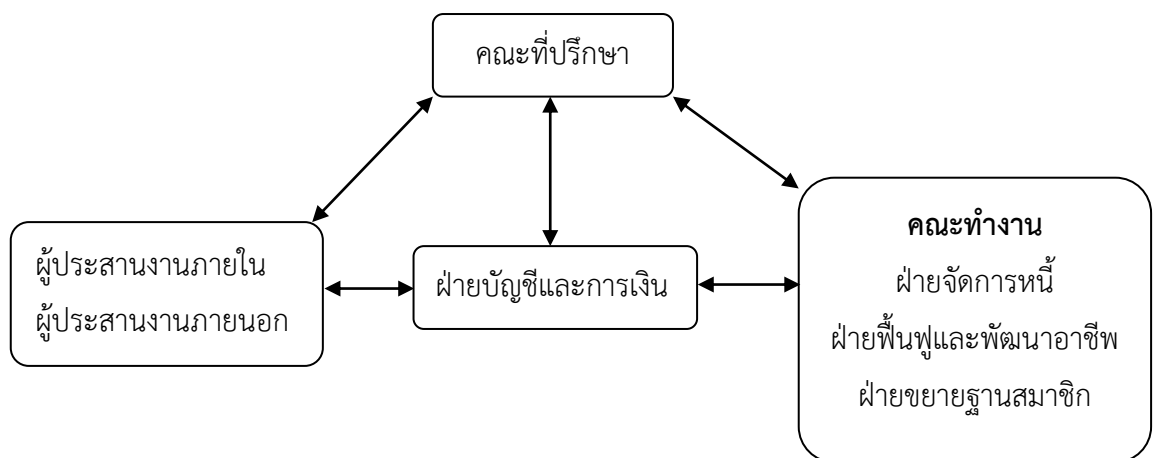 คณะที่ปรึกษา
ผู้ประสานงานภายใน
ผู้ประสานงานภายนอก
ฝ่ายบัญชีและการเงิน
คณะทำงาน
ฝ่ายจัดการหนี้
ฝ่ายฟื้นฟูและพัฒนาอาชีพ
ฝ่ายขยายฐานสมาชิก